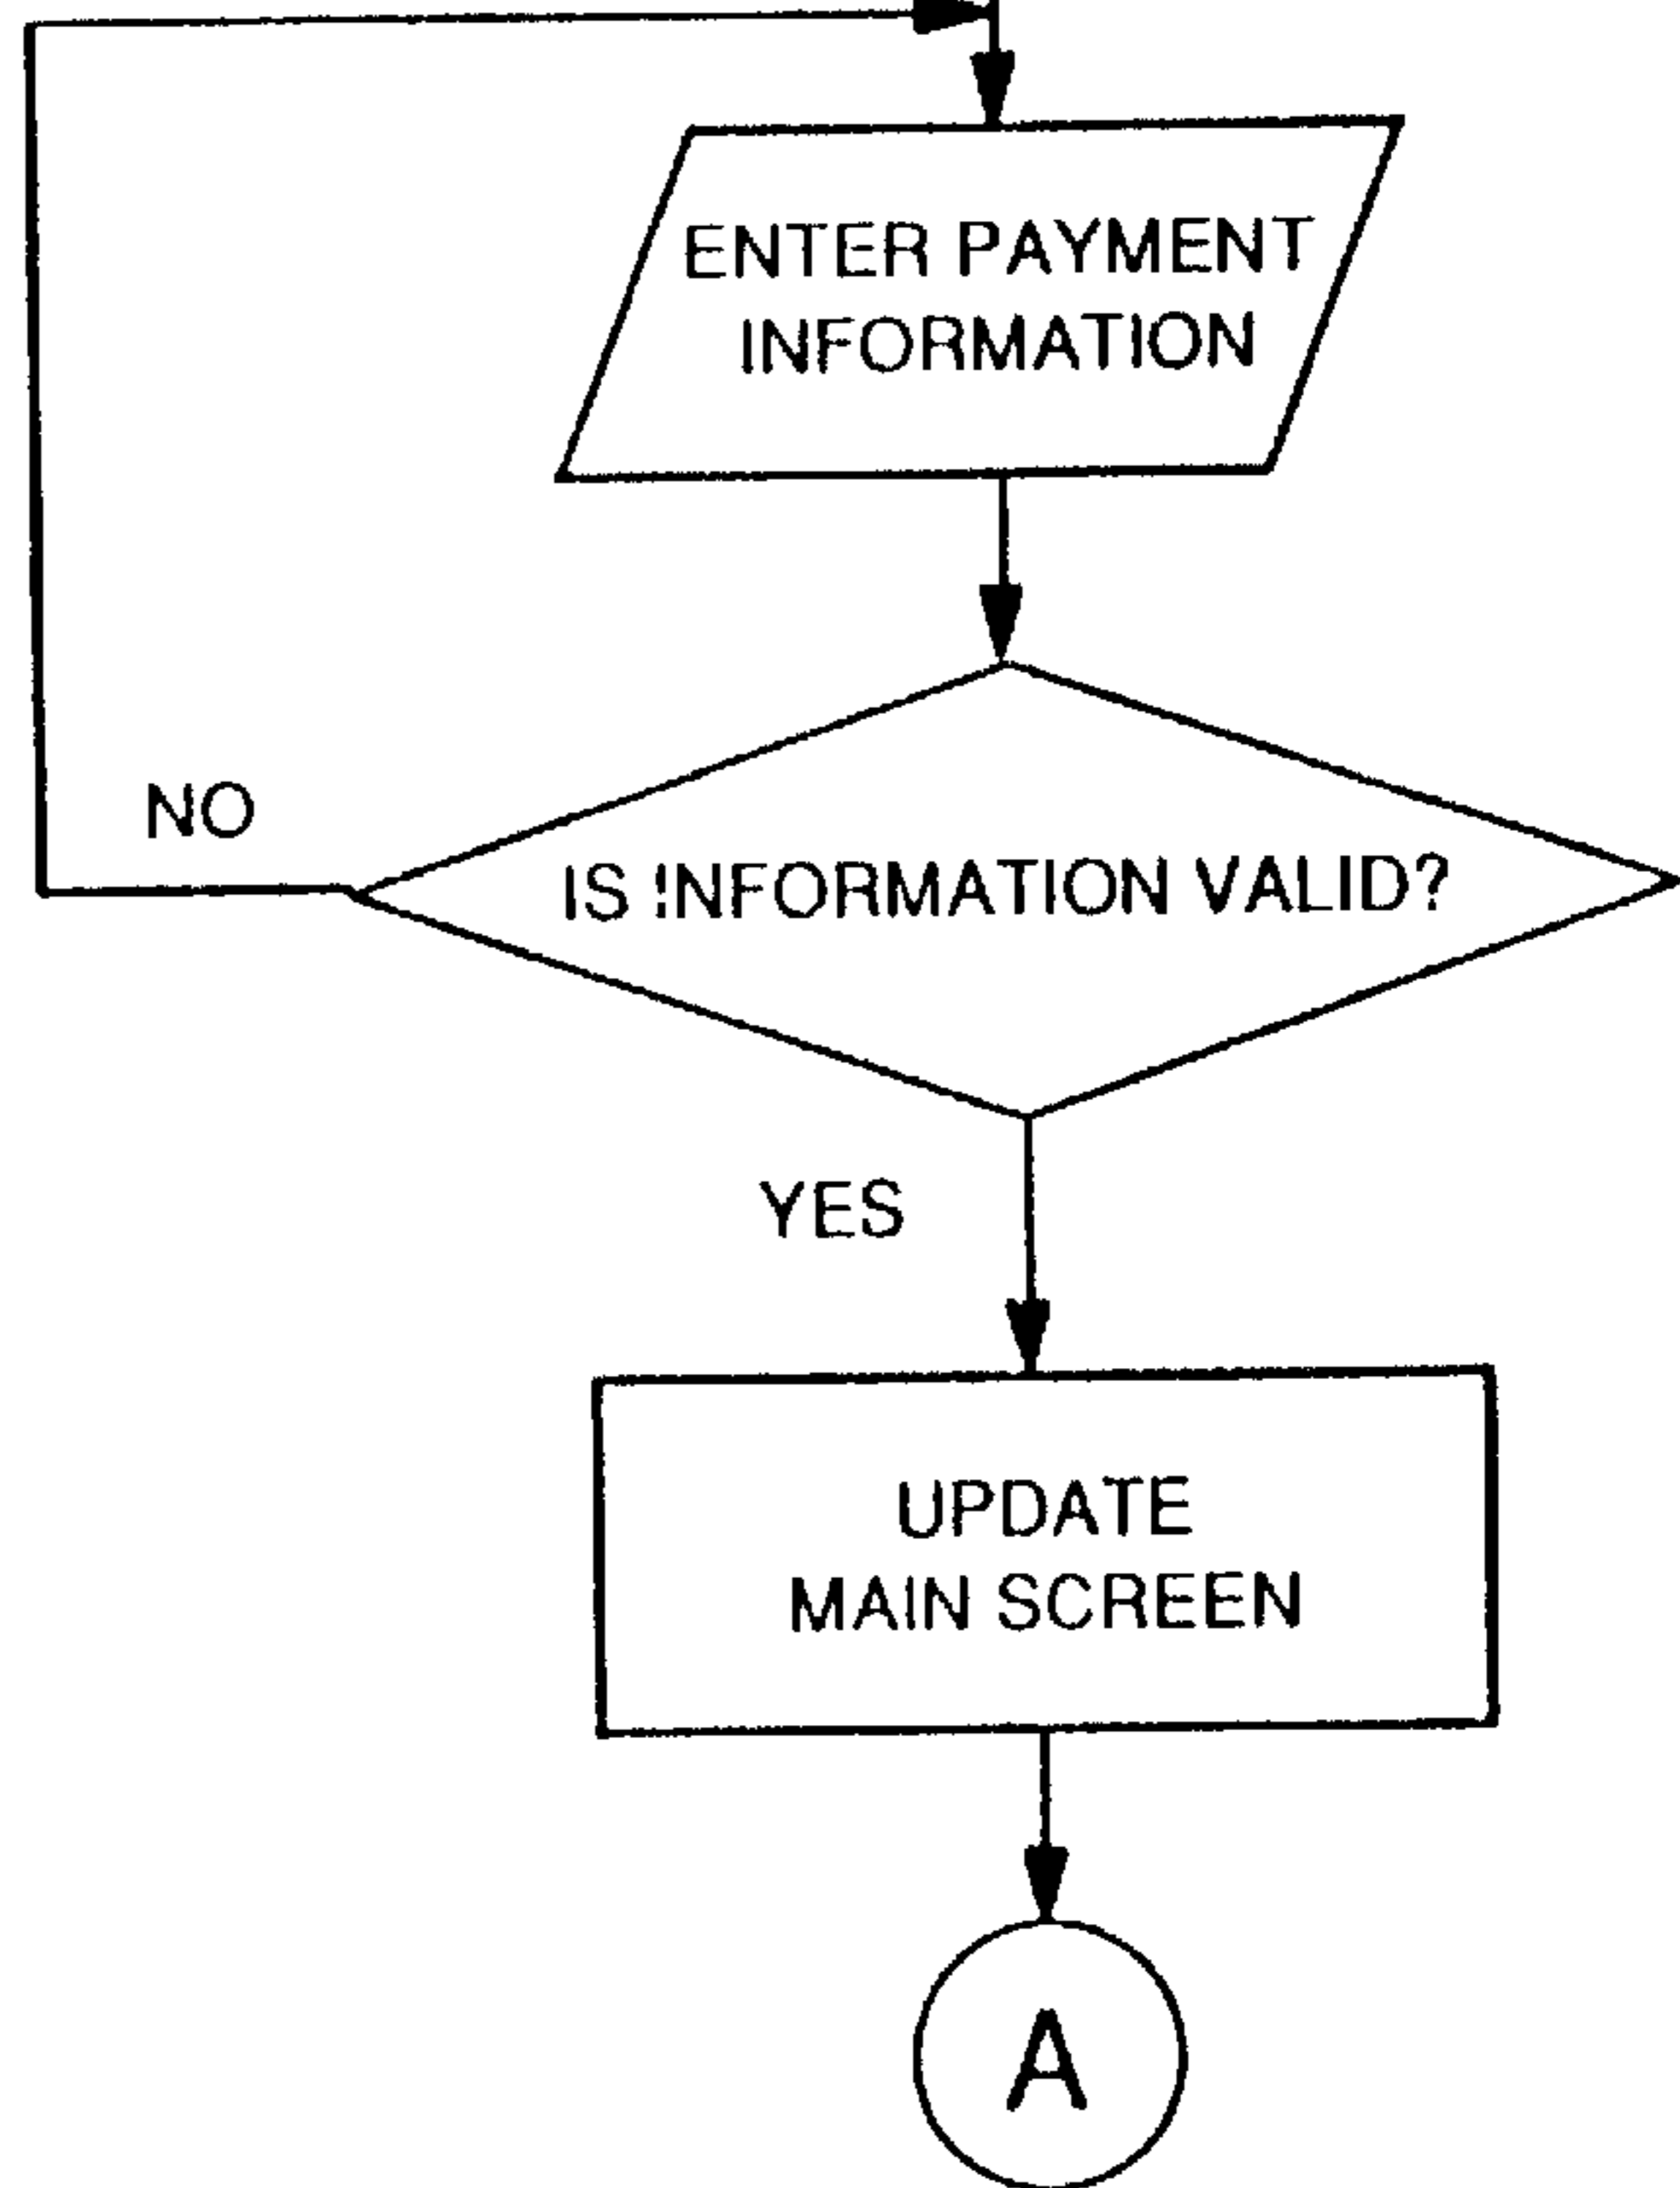 ENTER PAYMENT
INFORMATION
NO
IS INFORMATION VALID?
YES
UPDATE
MAIN SCREEN
A